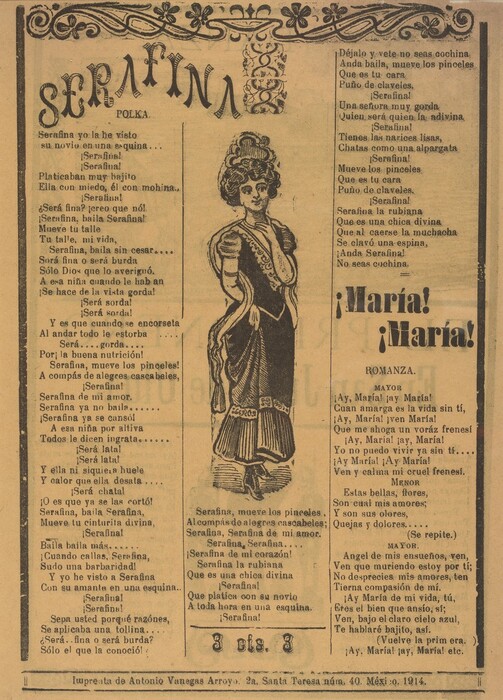 SERAFINA
POLKA
Serafina yo la he visto
su novio en una esquina...
¡Serafina!
¡Serafina!
Platicaban muy bajito
Ella con miedo, él con mohina..
¡Serafina!
¿Será fina? ¡creo que nó!
¡Serafina, baila Serafina!
Mueve tu talle
Tu talle, mi vida,
Serafina, baila sin cesar....
Será fina o será burda
Sólo Dios que lo averiguó,
A esa niña cuando le hablan
¡Se hace de la vista gorda!
¡Será sorda!
¡Será sorda!
Y es que cuando se encorseta
Al andar todo le estorba
Será....gorda....
Por ¡la buena nutrición!
Serafina, mueve los pinceles!
A compás de alegres cascabeles,
¡Serafina!
Serafina de mi amor.
Serafina ya no baila......
¡Serafina ya se cansó!
A esa niña por altiva
Todos le dicen ingrata......
¡Será lata!
¡Será lata!
Y ella ni siquiera huele
Y calor que ella desata....
¡Será chata!
¡O es que ya se las cortó!
Serafina, baila Serafina,
Mueve tu cinturita divina,
¡Serafina!
Baila baila más......
¡Cuando callas, Serafina,
Sudo una barbaridad!
Y yo he visto a Serafina
Con su amante en una esquina..
¡Serafina!
¡Serafina!
Sepa usted porqué razónes,
Se aplicaba una tollina...
¿Será..fina o será burda?
Sólo el que la conoció!
Serafina, mueve los pinceles,
Al compás de alegres cascabeles;
Serafina, Serafina de mi amor.
Serafina, Serafina....
¡Serafina de mi corazón!
Serafina la rubiana
Que es una chica divina
¡Serafina!
Que platica con su novio
A toda hora en una esquina.
¡Serafina!
3 cts. 3
Déjalo y vete no seas cochina
Anda baila, mueve los pinceles
Que es tu cara
Puño de claveles,
¡Serafina!
Una señora muy gorda
Quien será quien la adivina
¡Serafina!
Tienes las narices lisas,
Chatas como una alpargata
¡Serafina!
Mueve los pinceles
Que es tu cara
Puño de claveles,
¡Serafina!
Serafina la rubiana
Que es una chica divina
Que al caerse la muchacha
Se clavó una espina,
¡Anda Serafina!
No seas cochina.
¡María!
¡María!
ROMANZA.
MAYOR
¡Ay, María! ¡ay María!
Cuan amarga es la vida sin tí,
¡Ay, María! ¡ven María!
Que me ahoga un voráz frenesí!
¡Ay, María! ¡ay, María!
Yo no puedo vivir ya sin tí....
¡Ay María! ¡Ay María!
Ven y calma mi cruel frenesí.
MENOR
Estas bellas, flores,
Son cual mis amores;
Y son sus olores,
Quejas y dolores.....
(Se repite.)
MAYOR.
Angel de mis ensueños, ven,
Ven que muriendo estoy por tí;
No desprecies mis amores, ten
Tierna compasión de mí.
¡Ay María de mi vida, tú,
Eres el bien que ansío, sí;
Ven, bajo el claro cielo azul,
Te hablaré bajito, así.
(Vuelve la prim era.)
¡Ay, María! ¡ay, María! etc.
Imprenta de Antonio Vanegas Arroyo. 2a. Santa Teresa núm. 40. México. 1914.